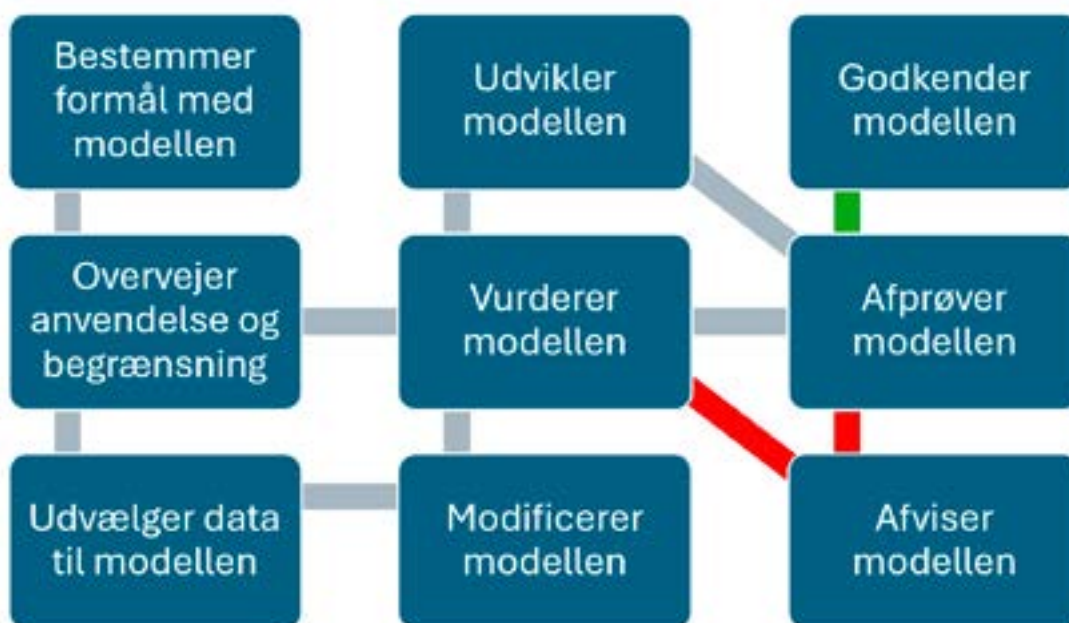 Bestemmer
formål med
modellen
Udvikler
modellen
Godkender
modellen
Overvejer
anvendelse og
begrænsning
Vurderer
modellen
Afprøver
modellen
Udvælger data
til modellen
Modificerer
modellen
Afviser
modellen